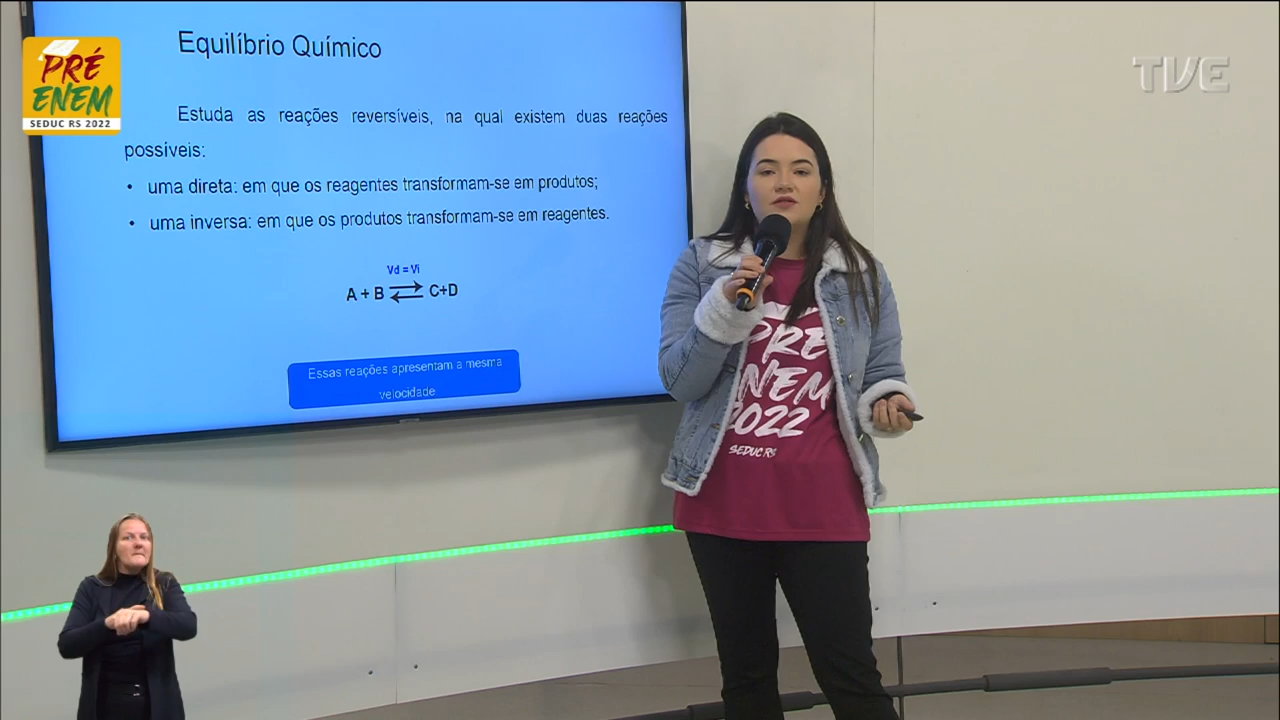 PRÉ
ENEM
SEDUC RS 2022
TVE
Equilíbrio Químico
Estuda as reações reversíveis, na qual existem duas reações
possíveis:
• uma direta: em que os reagentes transformam-se em produtos;
• uma inversa: em que os produtos transformam-se em reagentes.
Vd = Vi
A + B ⇄ C+D
Essas reações apresentam a mesma
velocidade
PRÉ
ENEM
2022
SEDUC RS